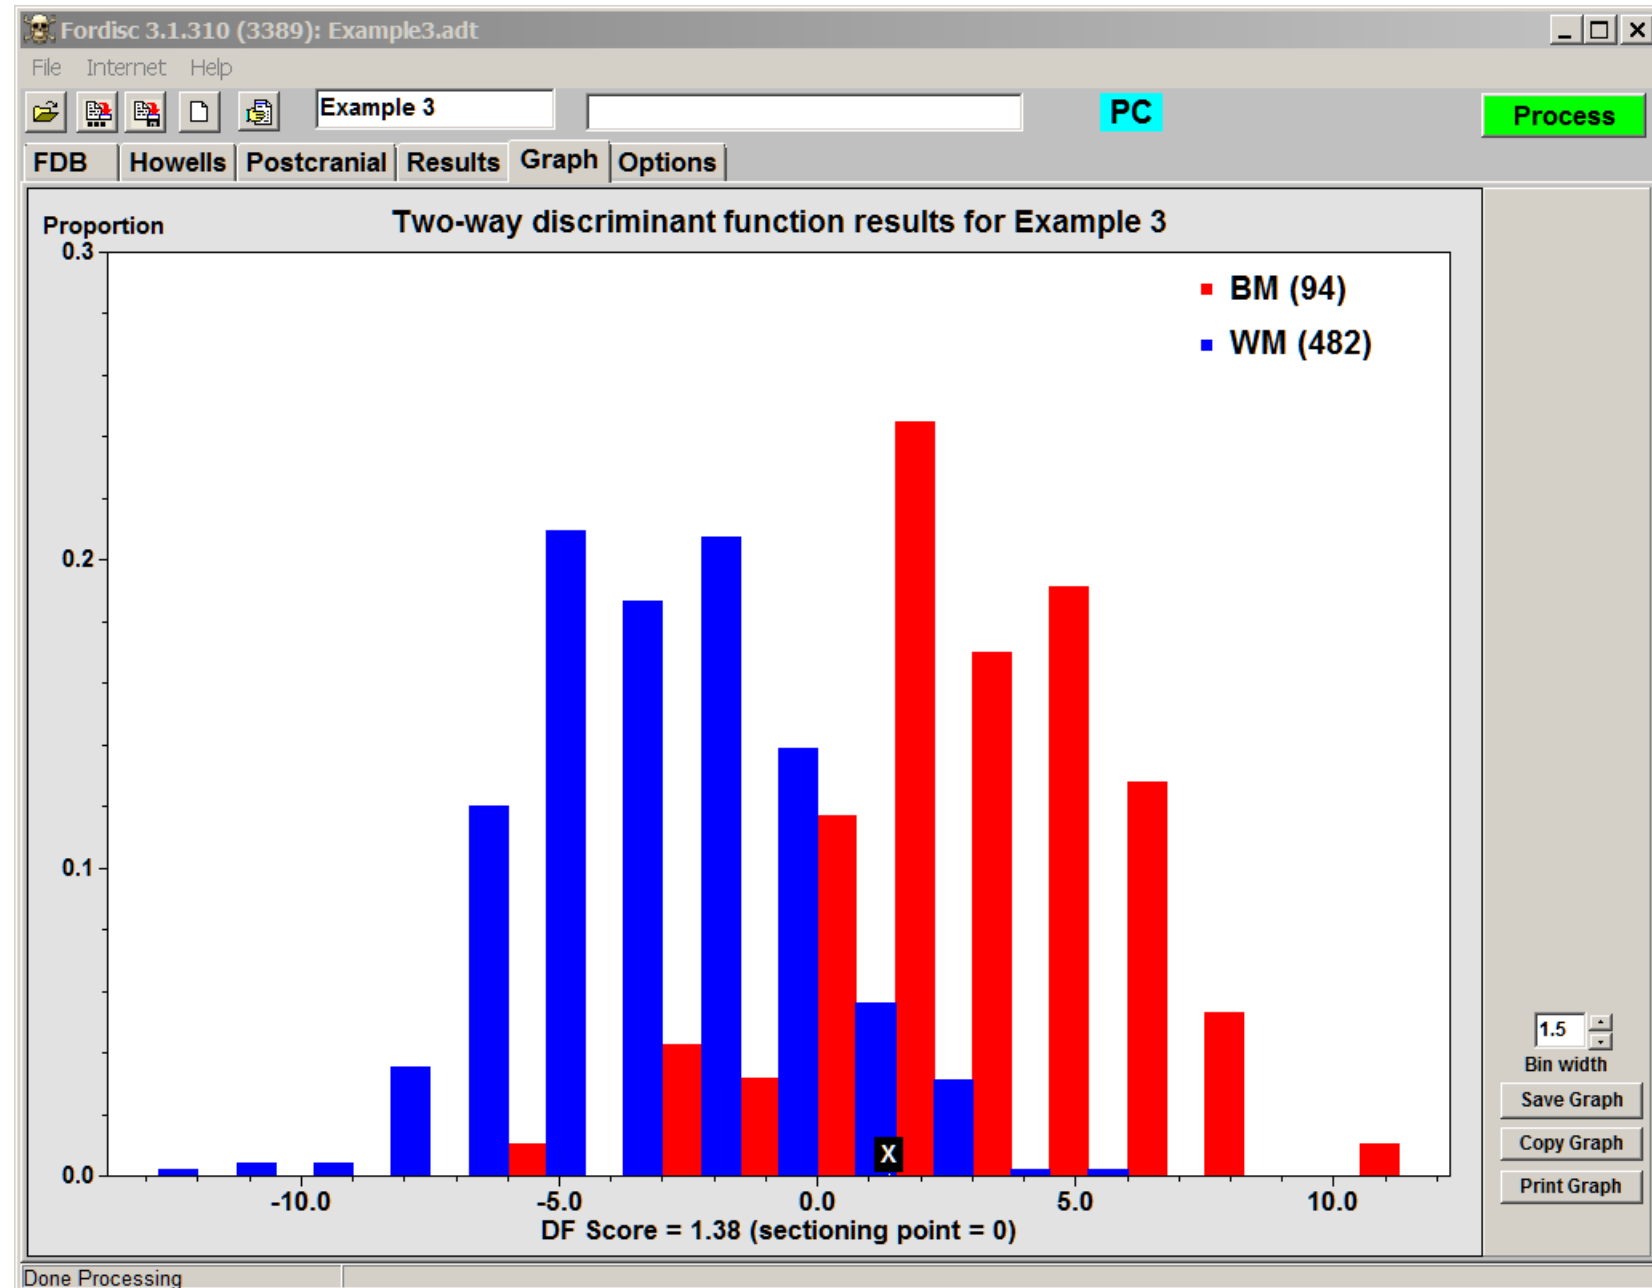 Fordisc 3.1.310 (3389): Example3.adt
File Internet Help
Example 3
PC
Process
FDB Howells Postcranial Results Graph Options
Two-way discriminant function results for Example 3
Proportion
0.3
BM (94)
WM (482)
0.2
0.1
X
0.0
-10.0 -5.0 0.0 5.0 10.0
DF Score = 1.38 (sectioning point = 0)
1.5
Bin width
Save Graph
Copy Graph
Print Graph
Done Processing